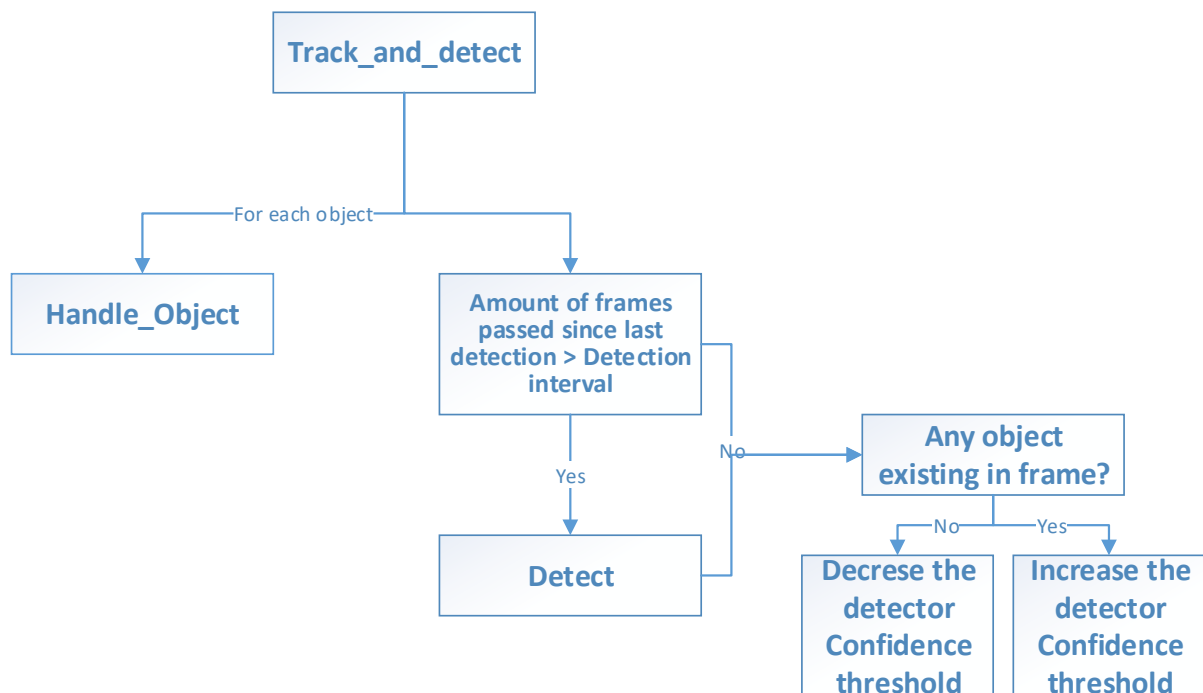 Track_and_detect
For each object
Handle_Object
Amount of frames
passed since last
detection > Detection
interval
No
Yes
Any object
existing in frame?
Detect
No
Yes
Decrese the
detector
Confidence
threshold
Increase the
detector
Confidence
threshold